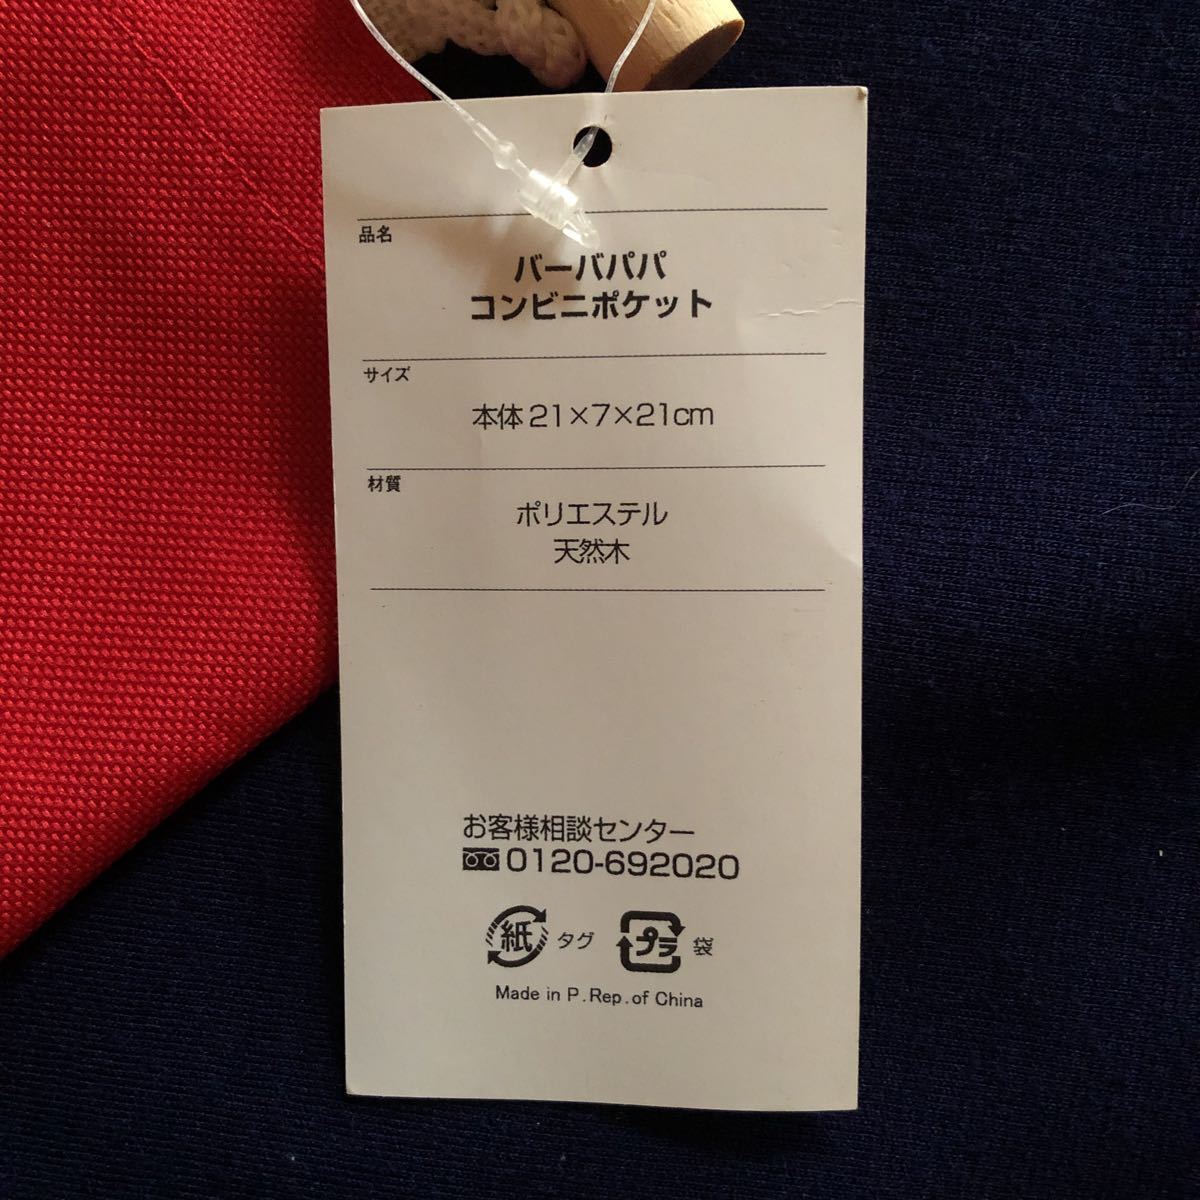 品名
バーバパパ
コンビニポケット
サイズ
本体 21×7×21cm
材質
ポリエステル
天然木
お客様相談センター
0120-692020
紙 タグ プラ 袋
Made in P.Rep.of China